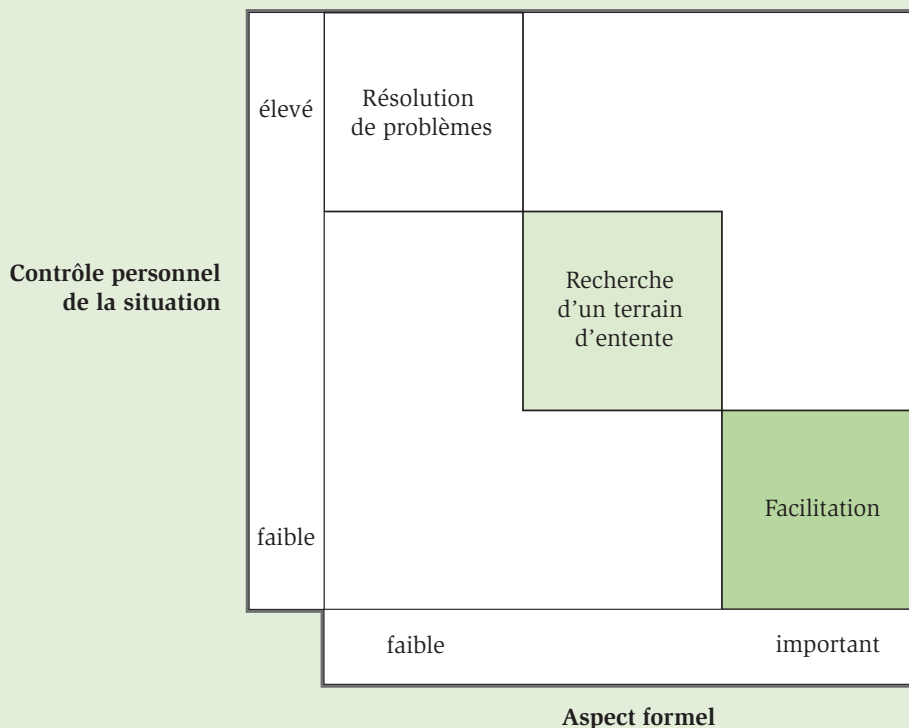 élevé
Résolution
de problèmes
Contrôle personnel
de la situation
Recherche
d’un terrain
d’entente
Facilitation
faible
faible
important
Aspect formel